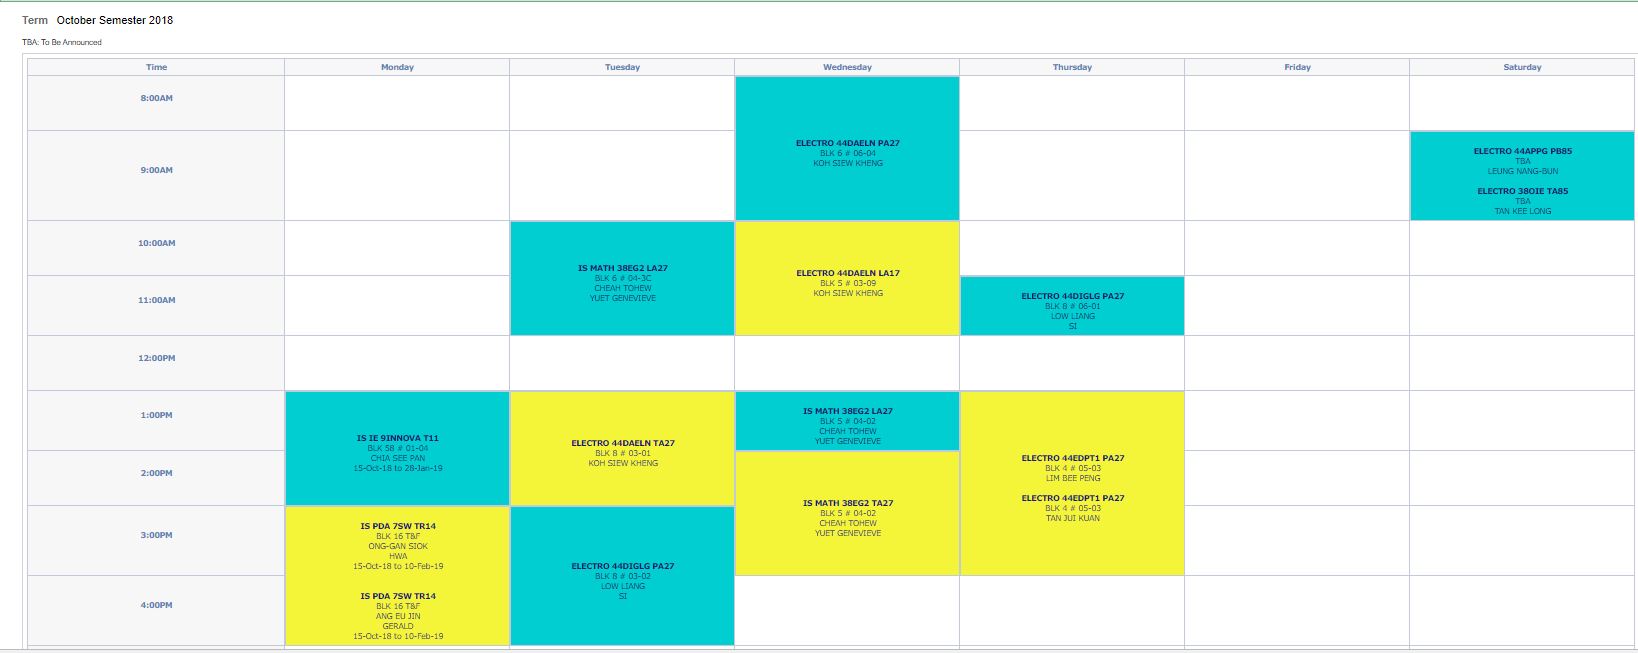 Term October Semester 2018
TBA: To Be Announced
Time Monday Tuesday Wednesday Thursday Friday Saturday
8:00AM
ELECTRO 44DAELN PA27
BLK 6 # 06-04
KOH SIEW KHENG
9:00AM
ELECTRO 44APPG PB85
TBA
LEUNG NANG-BUN
ELECTRO 38OIE TA85
TBA
TAN KEE LONG
10:00AM
IS MATH 38EG2 LA27
BLK 6 # 04-3C
CHEAH TOHEW
YUET GENEVIEVE
ELECTRO 44DAELN LA17
BLK 5 # 03-09
KOH SIEW KHENG
11:00AM
ELECTRO 44DIGLG PA27
BLK 8 # 06-01
LOW LIANG
SI
12:00PM
1:00PM
IS IE 9INNOVA T11
BLK 58 # 01-04
CHIA SEE PAN
15-Oct-18 to 28-Jan-19
ELECTRO 44DAELN TA27
BLK 8 # 03-01
KOH SIEW KHENG
IS MATH 38EG2 LA27
BLK 5 # 04-02
CHEAH TOHEW
YUET GENEVIEVE
ELECTRO 44EDPT1 PA27
BLK 4 # 05-03
LIM BEE PENG
ELECTRO 44EDPT1 PA27
BLK 4 # 05-03
TAN JUI KUAN
2:00PM
IS MATH 38EG2 TA27
BLK 5 # 04-02
CHEAH TOHEW
YUET GENEVIEVE
3:00PM
IS PDA 7SW TR14
BLK 16 T&F
ONG-GAN SIOK
HWA
15-Oct-18 to 10-Feb-19
IS PDA 7SW TR14
BLK 16 T&F
ANG EU JIN
GERALD
15-Oct-18 to 10-Feb-19
ELECTRO 44DIGLG PA27
BLK 8 # 03-02
LOW LIANG
SI
4:00PM